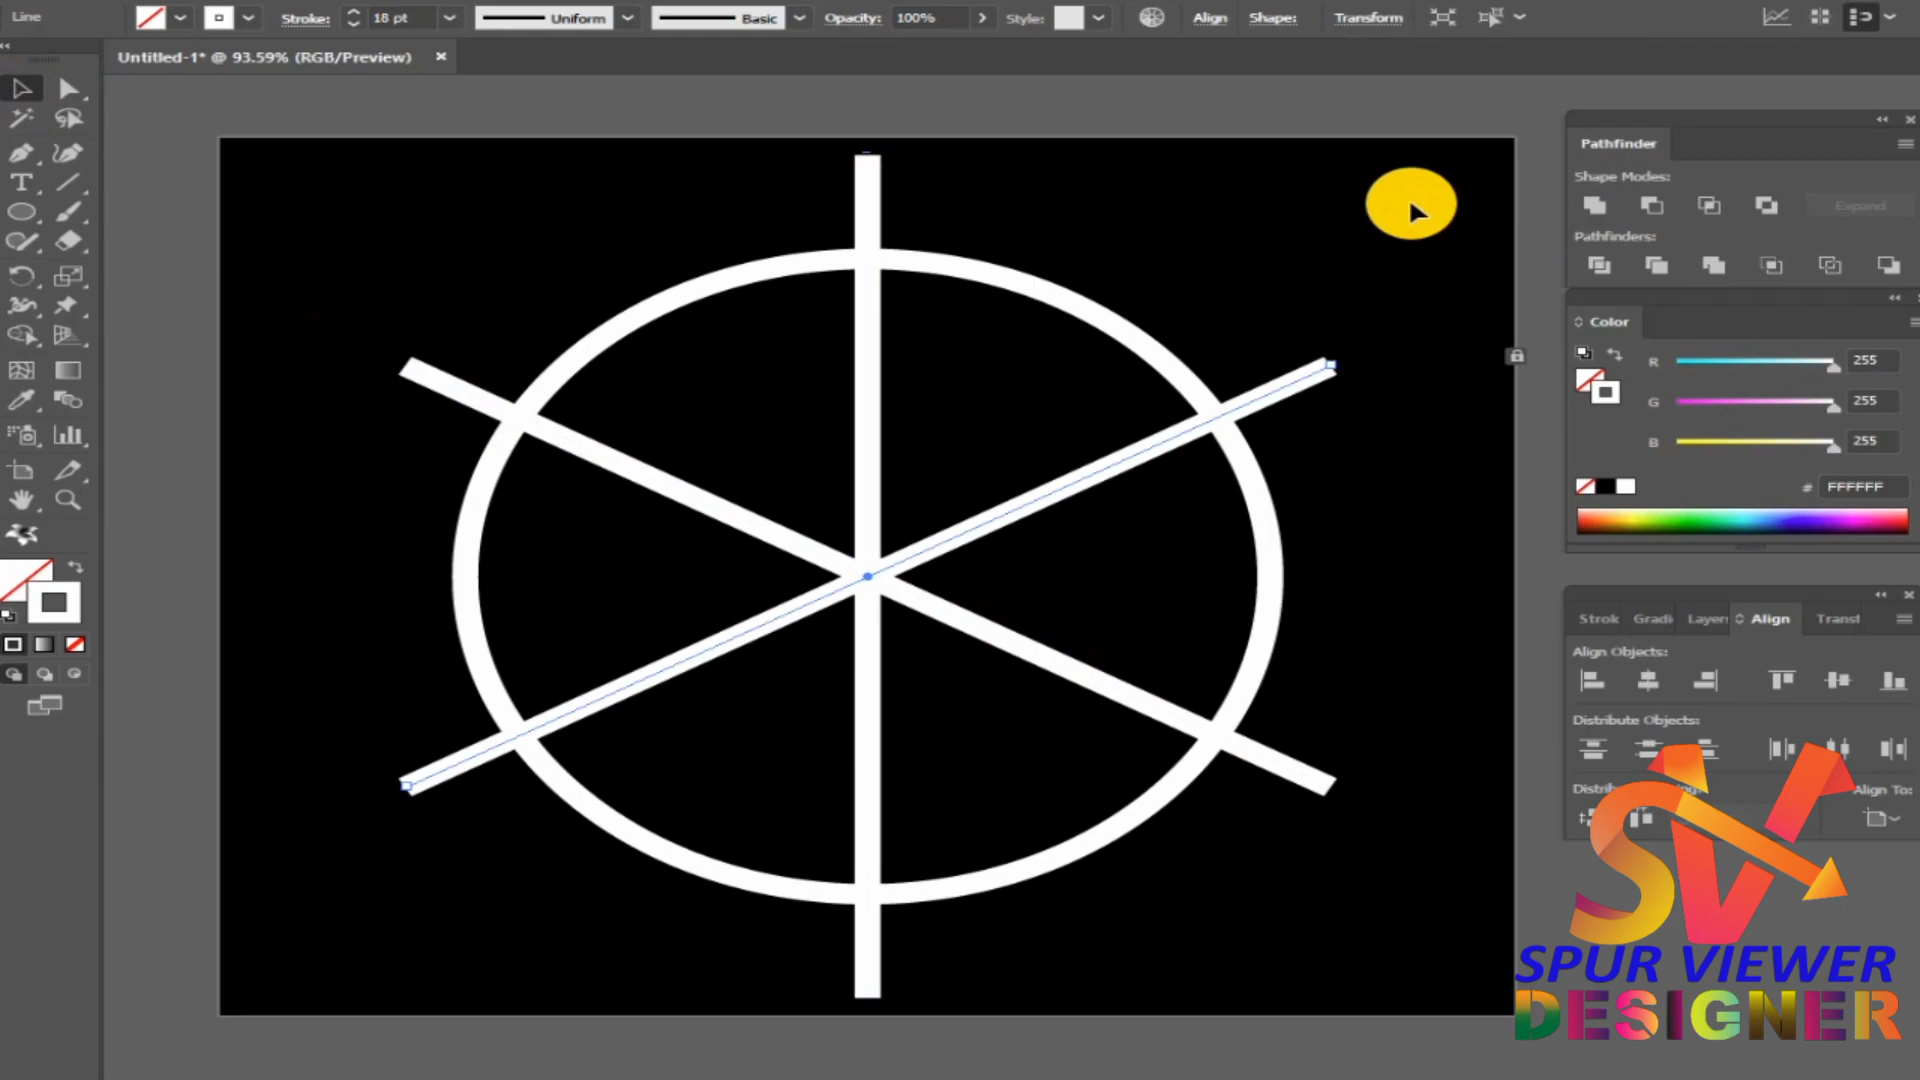 Line
Stroke: 18 pt Uniform Basic Opacity: 100% Style: Align Shape: Transform
Untitled-1* @ 93.59% (RGB/Preview) ×
Pathfinder
Shape Modes:
Expand
Pathfinders:
Color
R 255
G 255
B 255
# FFFFFF
Strok Gradi Layers Align Transf
Align Objects:
Distribute Objects:
Align To:
SV
SPUR VIEWER
DESIGNER